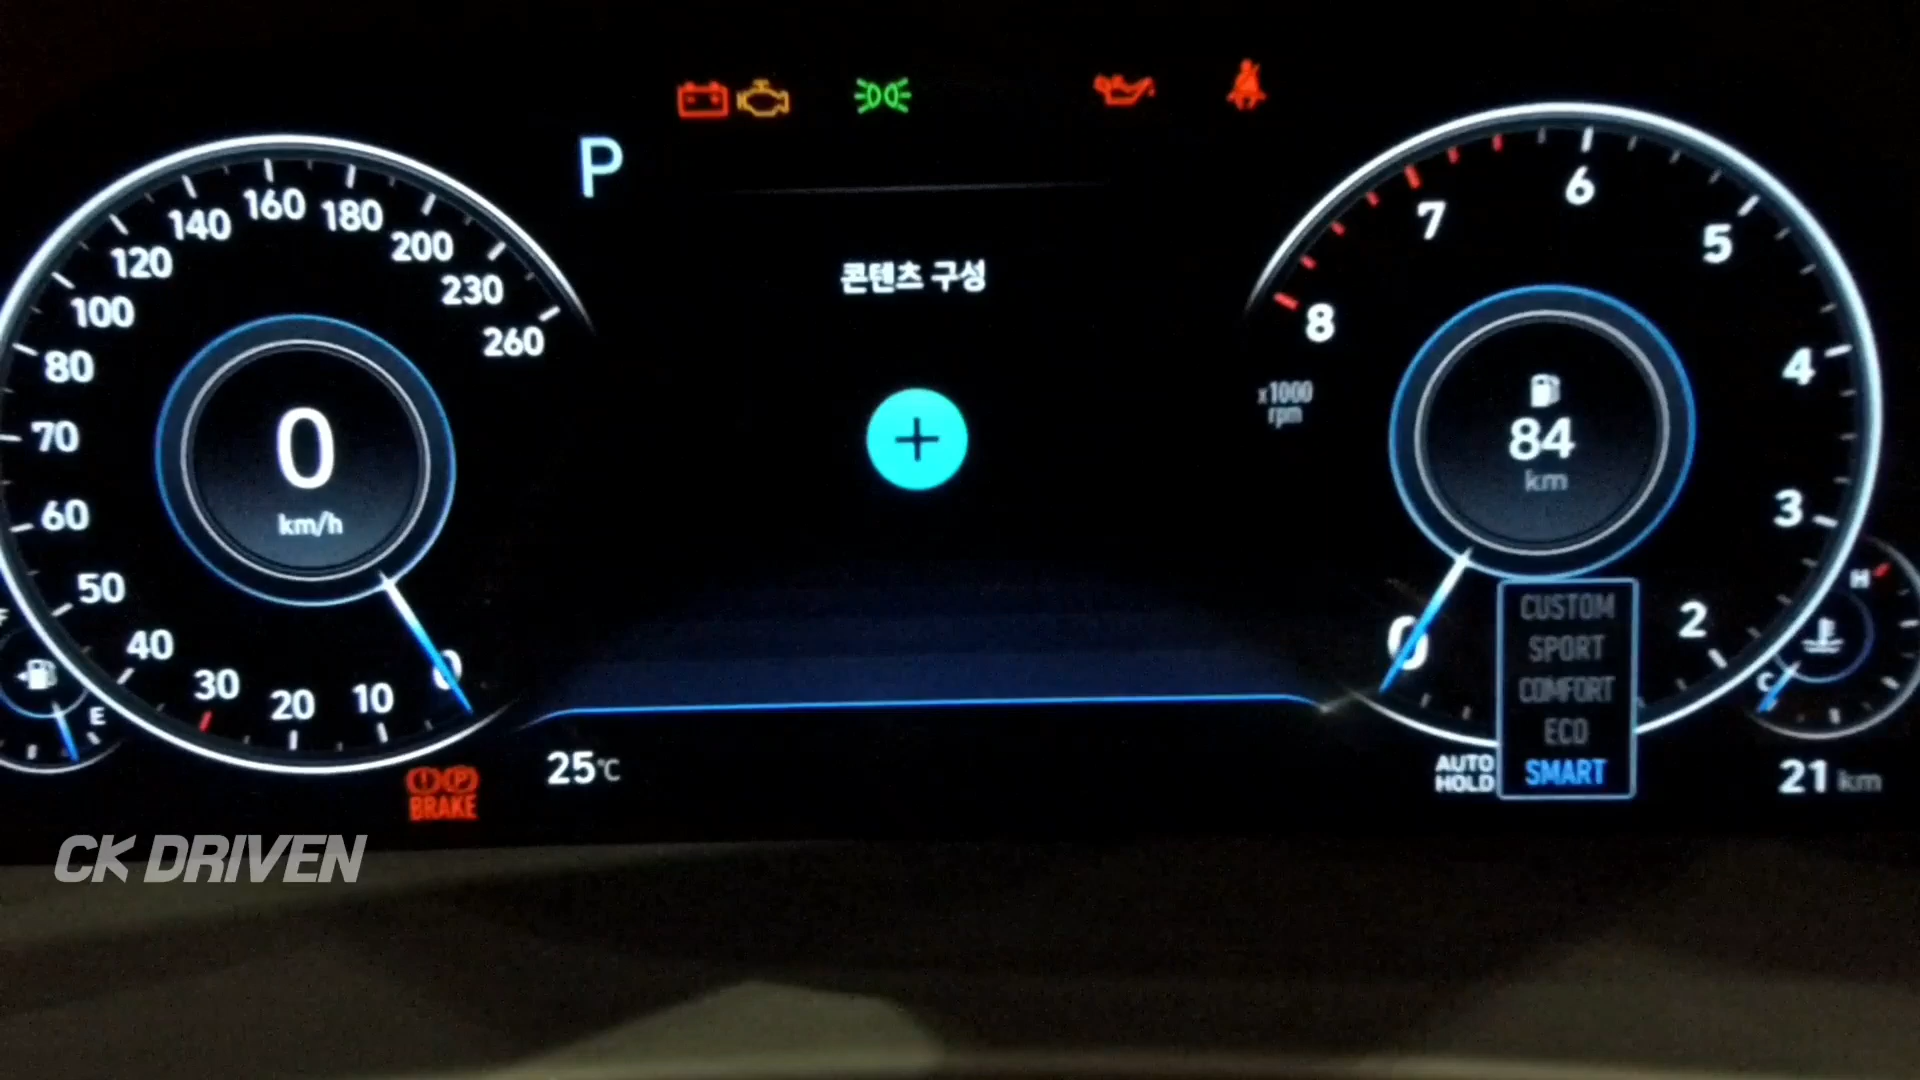 P
콘텐츠 구성
0
10
20
30
40
50
60
70
80
100
120
140
160
180
200
230
260
0
km/h
E
BRAKE
25℃
0
2
3
4
5
6
7
8
x1000
rpm
84
km
CUSTOM
SPORT
COMFORT
ECO
SMART
AUTO
HOLD
H
C
21 km
CK DRIVEN